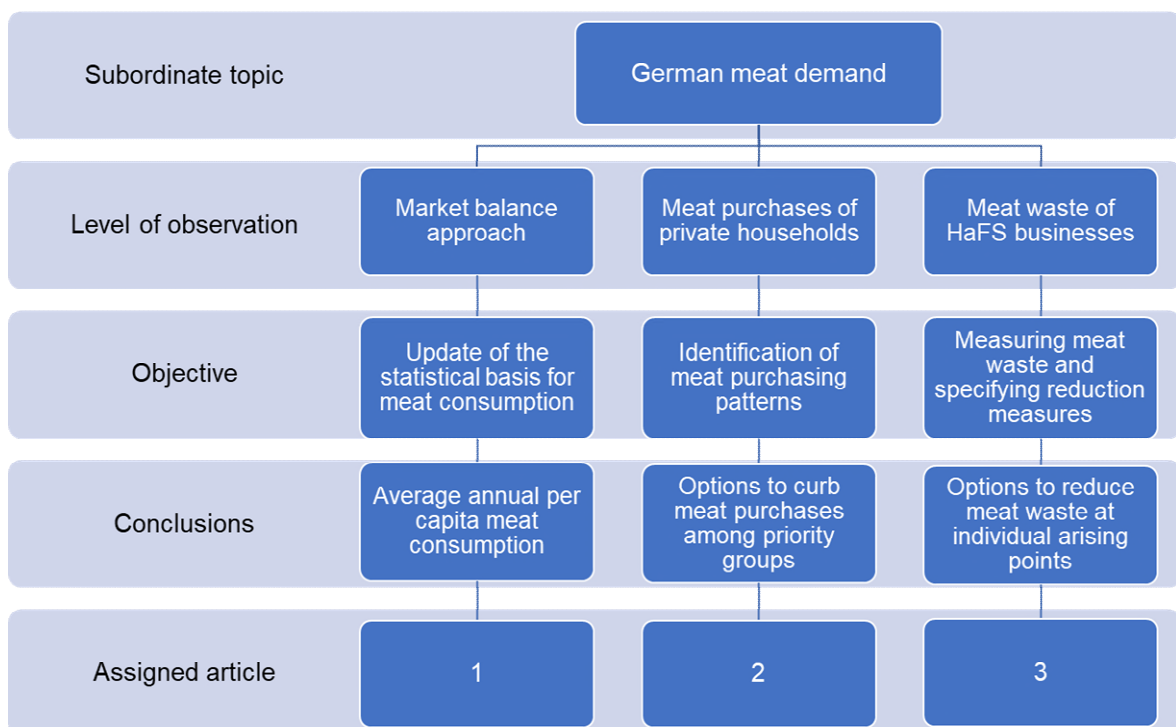 Subordinate topic
German meat demand
Level of observation
Market balance
approach
Meat purchases of
private households
Meat waste of
HaFS businesses
Objective
Update of the
statistical basis for
meat consumption
Identification of
meat purchasing
patterns
Measuring meat
waste and
specifying reduction
measures
Conclusions
Average annual per
capita meat
consumption
Options to curb
meat purchases
among priority
groups
Options to reduce
meat waste at
individual arising
points
Assigned article
1
2
3